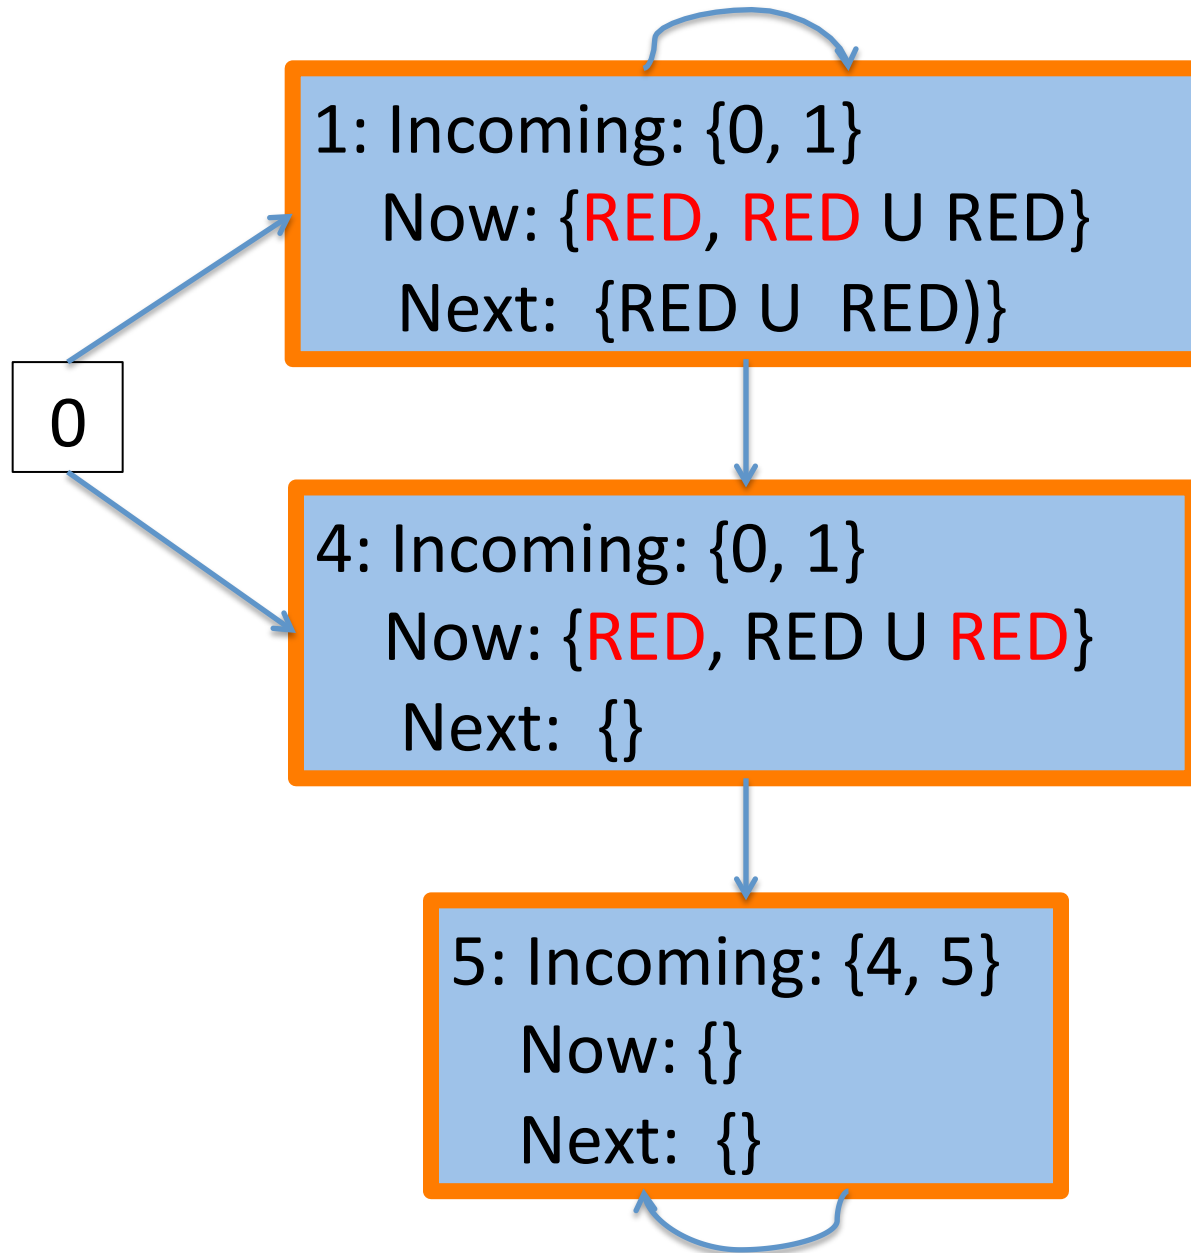 1: Incoming: {0, 1}
Now: {RED, RED U RED}
Next: {RED U RED)}
0
4: Incoming: {0, 1}
Now: {RED, RED U RED}
Next: {}
5: Incoming: {4, 5}
Now: {}
Next: {}